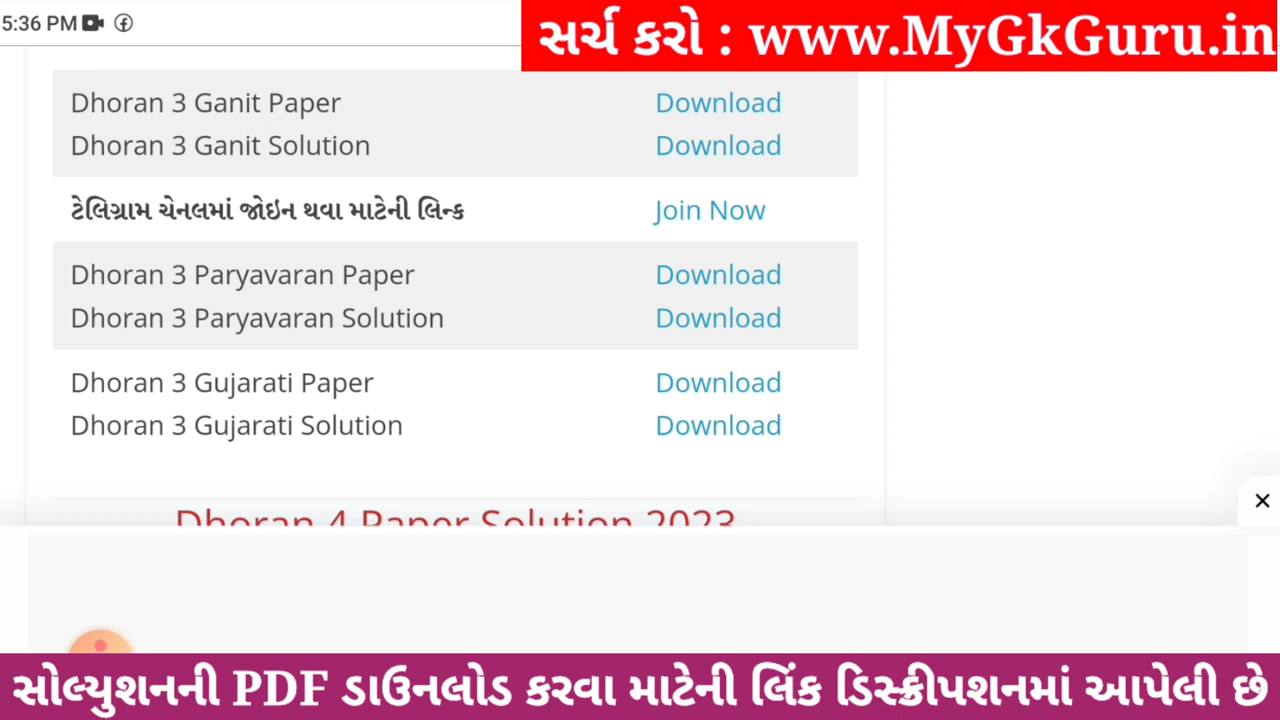 5:36 PM
સર્ચ કરો : www.MyGkGuru.in
Dhoran 3 Ganit Paper Download
Dhoran 3 Ganit Solution Download
ટેલિગ્રામ ચેનલમાં જોઇન થવા માટેની લિન્ક Join Now
Dhoran 3 Paryavaran Paper Download
Dhoran 3 Paryavaran Solution Download
Dhoran 3 Gujarati Paper Download
Dhoran 3 Gujarati Solution Download
Dhoran 4 Paper Solution 2023
સોલ્યુશનની PDF ડાઉનલોડ કરવા માટેની લિંક ડિસ્ક્રીપશનમાં આપેલી છે